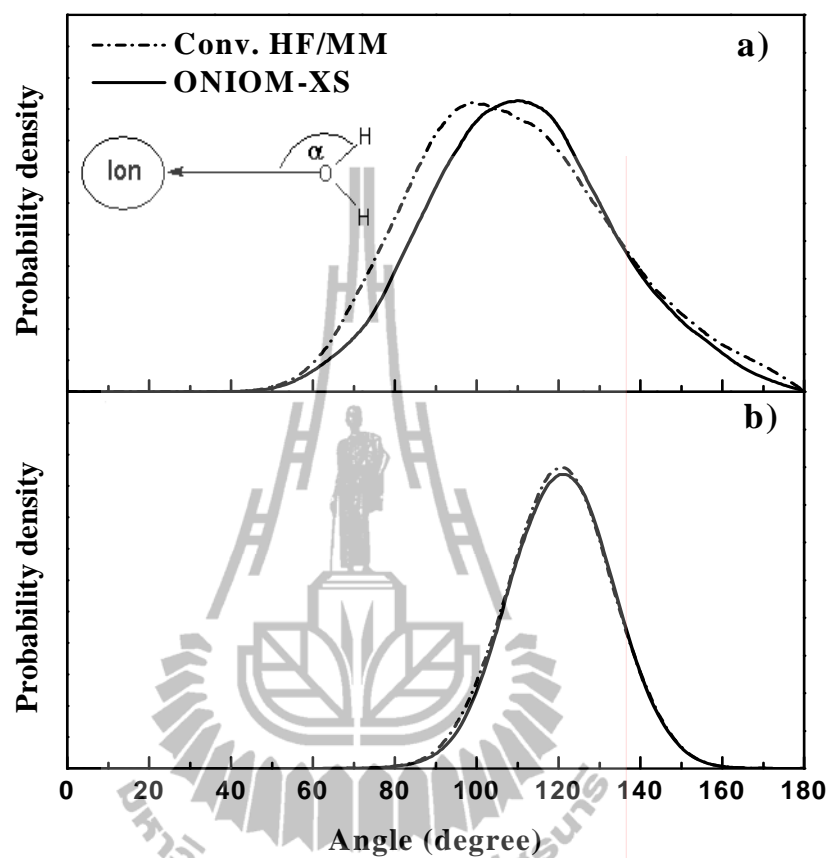 Conv. HF/MM
ONIOM-XS
a)
Ion
α
H
O
H
Probability density
b)
Probability density
0 20 40 60 80 100 120 140 160 180
Angle (degree)